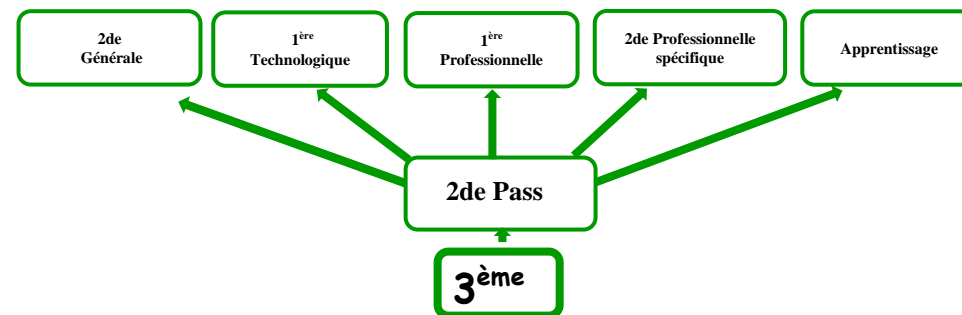 2de
Générale
1ère
Technologique
1ère
Professionnelle
2de Professionnelle
spécifique
Apprentissage
2de Pass
3ème